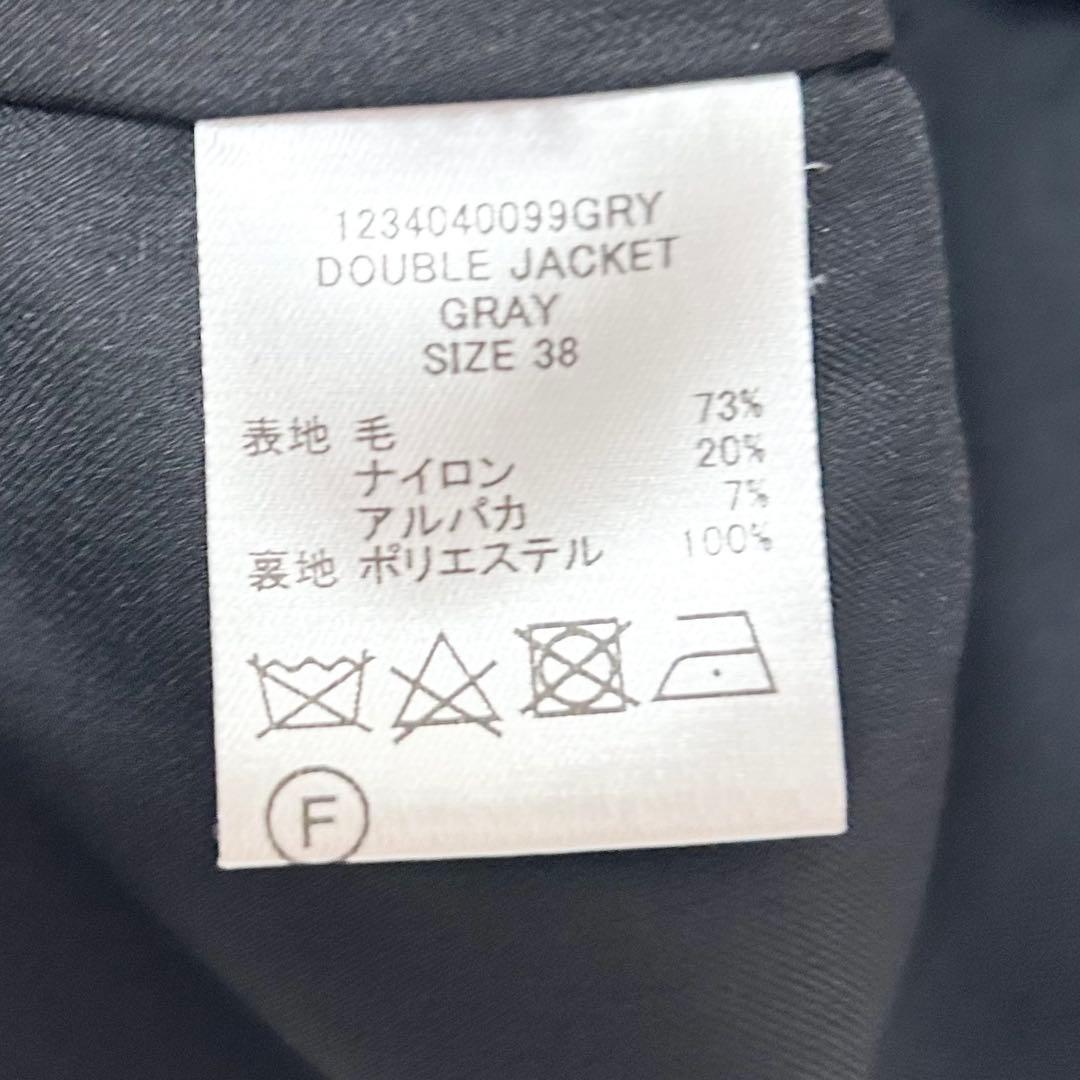 1234040099GRY
DOUBLE JACKET
GRAY
SIZE 38
表地 毛 73%
ナイロン 20%
アルパカ 7%
裏地 ポリエステル 100%
F